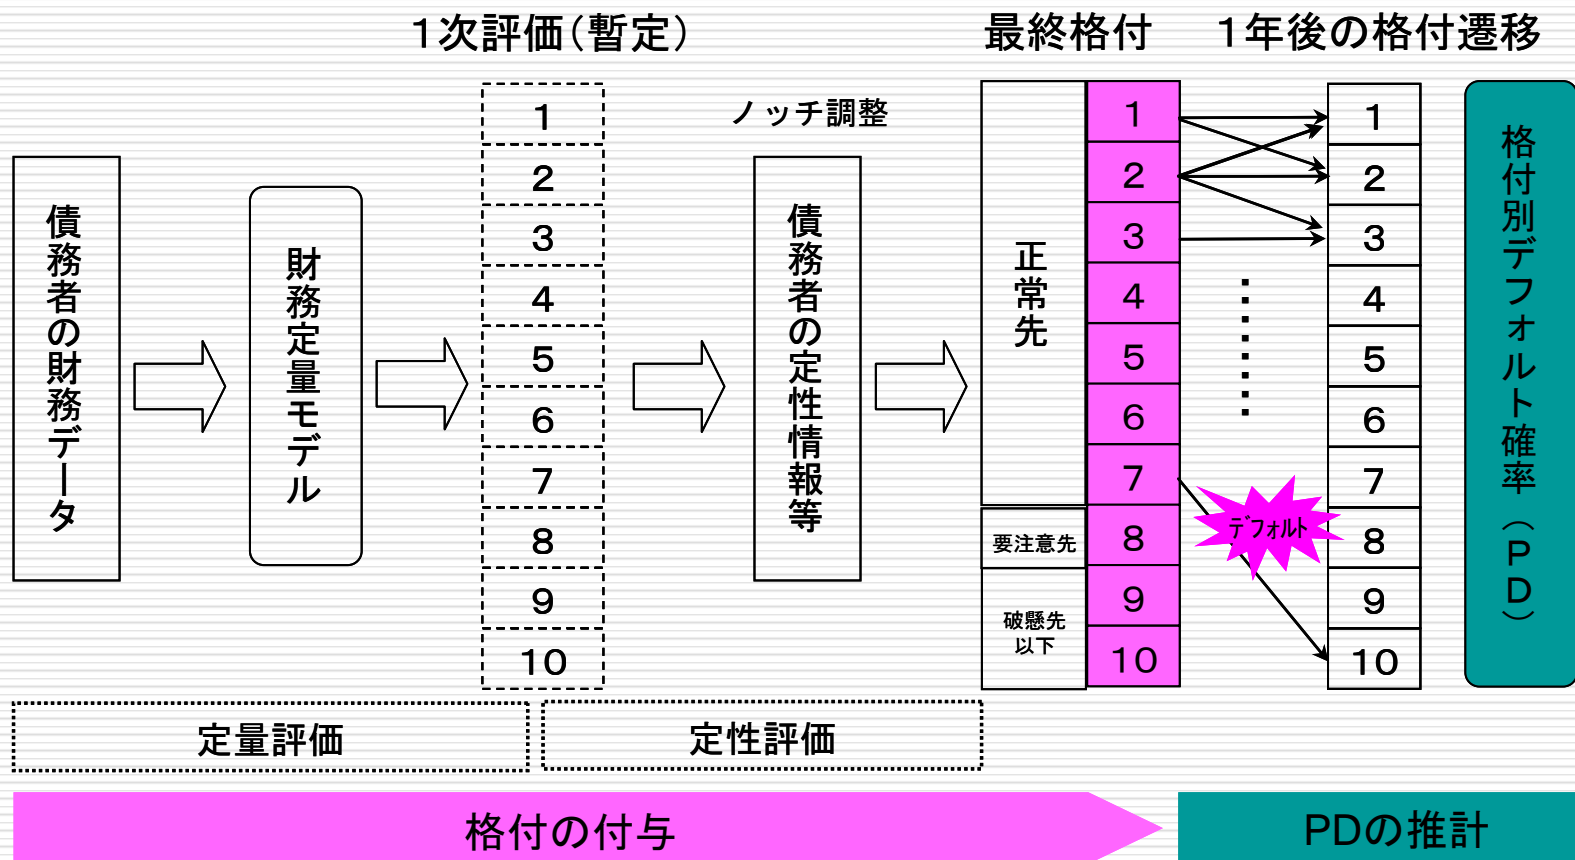 1次評価(暫定)
最終格付
1年後の格付遷移
債務者の財務データ
財務定量モデル
1
2
3
4
5
6
7
8
9
10
ノッチ調整
債務者の定性情報等
正常先
要注意先
破懸先
以下
1
2
3
4
5
6
7
8
9
10
デフォルト
1
2
3
4
5
6
7
8
9
10
格付別デフォルト確率(PD)
定量評価
定性評価
格付の付与
PDの推計